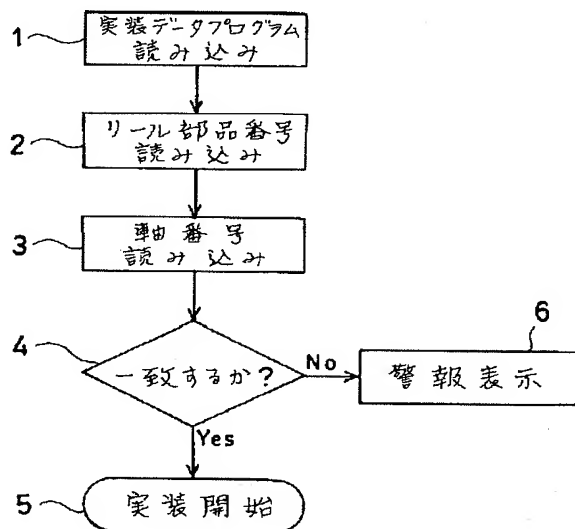 1
実装データプログラム
読み込み
2
リール部品番号
読み込み
3
軸番号
読み込み
4
一致するか?
No
6
警報表示
Yes
5
実装開始